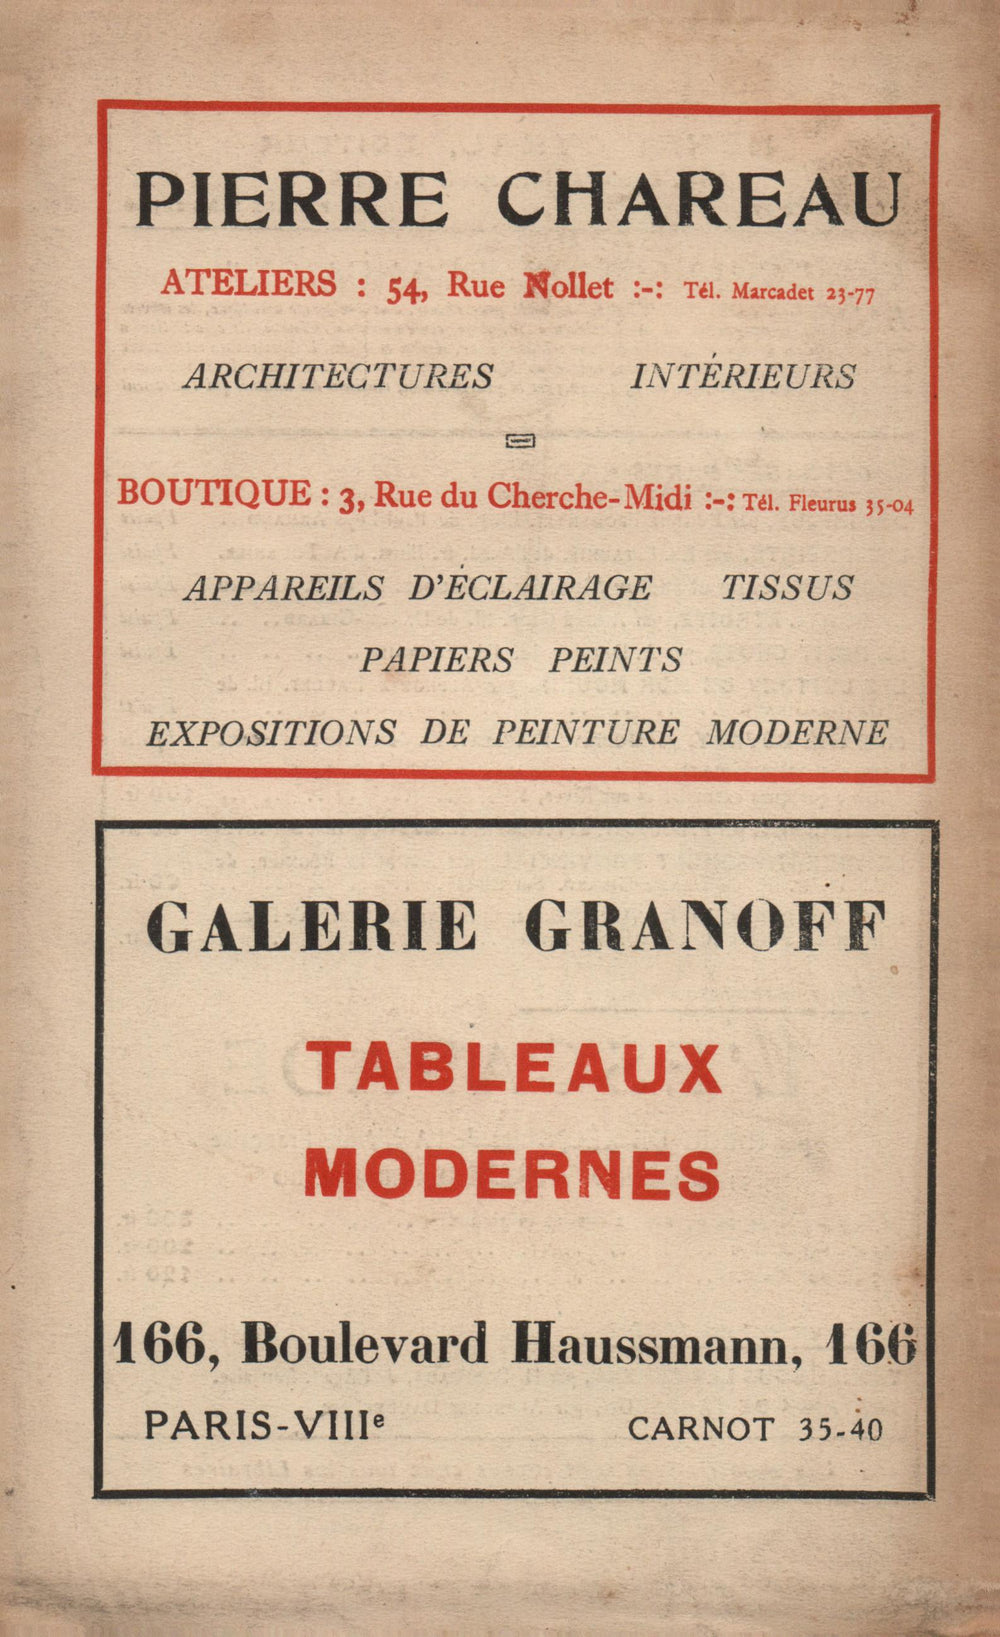 PIERRE CHAREAU
ATELIERS : 54, Rue Nollet :-: Tél. Marcadet 23-77
ARCHITECTURES INTÉRIEURS
BOUTIQUE : 3, Rue du Cherche-Midi :-: Tél. Fleurus 35-04
APPAREILS D'ÉCLAIRAGE TISSUS
PAPIERS PEINTS
EXPOSITIONS DE PEINTURE MODERNE
GALERIE GRANOFF
TABLEAUX
MODERNES
166, Boulevard Haussmann, 166
PARIS-VIIIe CARNOT 35-40